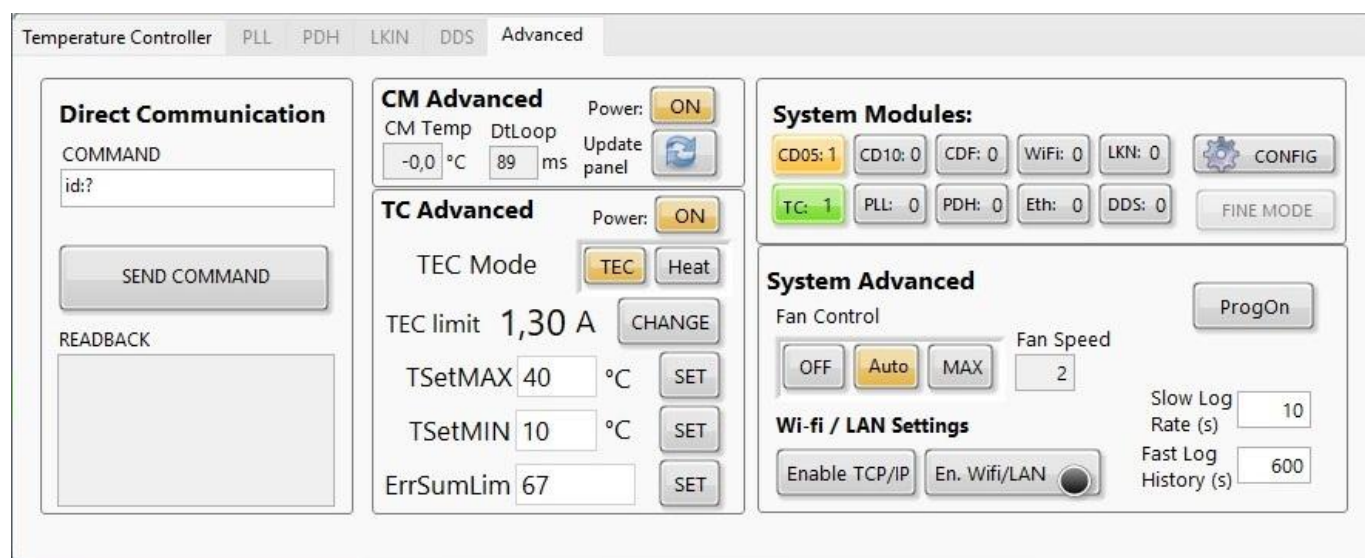 Temperature Controller PLL PDH LKIN DDS Advanced
Direct Communication
COMMAND
id:?
SEND COMMAND
READBACK
CM Advanced Power: ON
CM Temp DtLoop Update panel
-0,0 °C 89 ms
TC Advanced Power: ON
TEC Mode TEC Heat
TEC limit 1,30 A CHANGE
TSetMAX 40 °C SET
TSetMIN 10 °C SET
ErrSumLim 67 SET
System Modules:
CD05: 1 CD10: 0 CDF: 0 WiFi: 0 LKN: 0 CONFIG
TC: 1 PLL: 0 PDH: 0 Eth: 0 DDS: 0 FINE MODE
System Advanced
ProgOn
Fan Control
Fan Speed
OFF Auto MAX 2
Wi-fi / LAN Settings
Enable TCP/IP En. Wifi/LAN
Slow Log
Rate (s) 10
Fast Log
History (s) 600